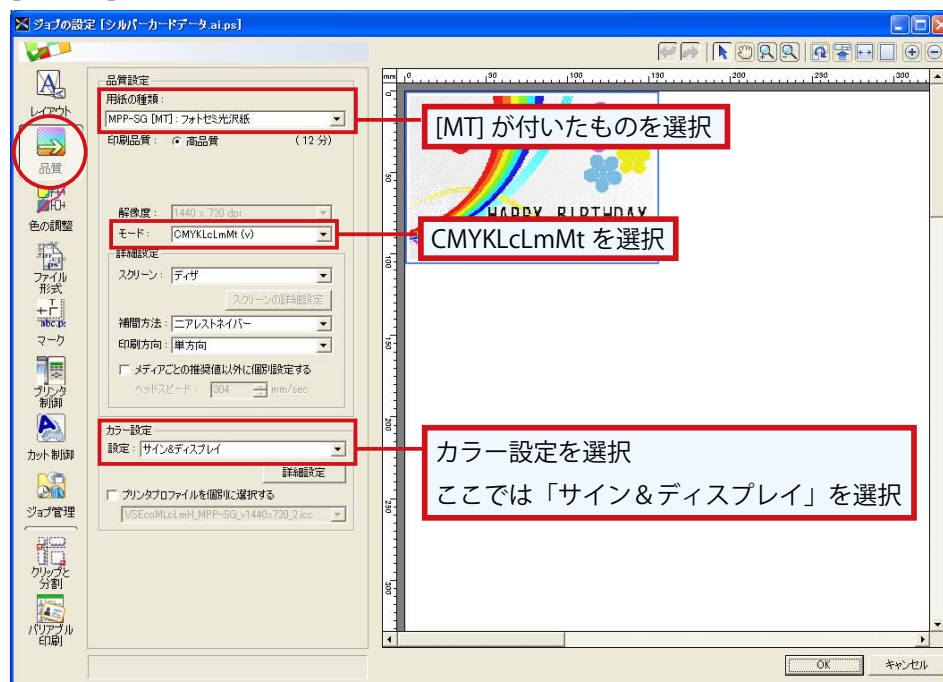 ジョブの設定 [シルバーカードデータ.ai.ps]
レイアウト
品質
色の調整
ファイル
形式
マーク
プリンタ
制御
カット制御
ジョブ管理
クリップと
分割
バリアブル
印刷
品質設定
用紙の種類:
MPP-SG [MT] : フォトセミ光沢紙
印刷品質: 高品質 (12 分)
解像度: 1440 x 720 dpi
モード: CMYKLcLmMt (v)
詳細設定
スクリーン: ディザ
スクリーンの詳細設定
補間方法: ニアレストネイバー
印刷方向: 単方向
メディアごとの推奨値以外に個別設定する
ヘッドスピード: 304 mm/sec
カラー設定
設定: サイン&ディスプレイ
詳細設定
プリンタプロファイルを個別に選択する
VSEcoMLcLmH_MPP-SG_v1440x720_2.icc
mm 0 50 100 150 200 250 300
0
50
100
150
200
250
300
HAPPY BIRTHDAY
[MT] が付いたものを選択
CMYKLcLmMt を選択
カラー設定を選択
ここでは「サイン＆ディスプレイ」を選択
OK キャンセル